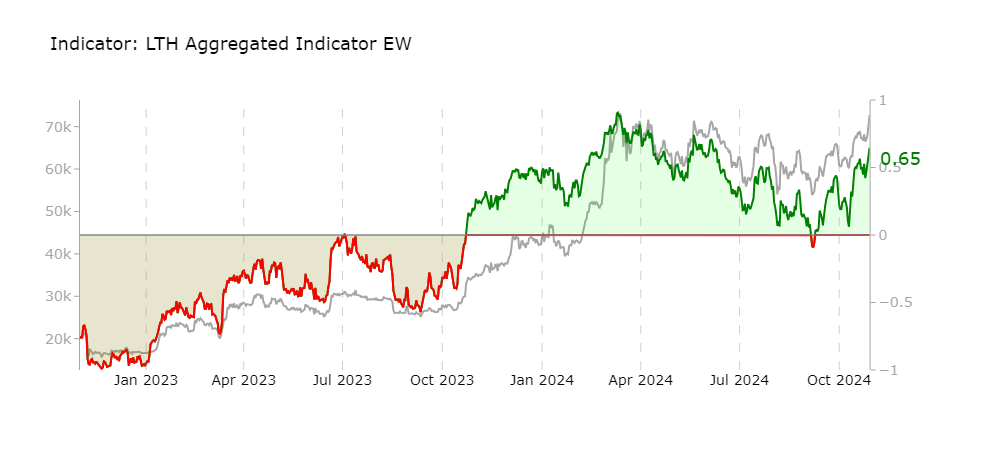 Indicator: LTH Aggregated Indicator EW
70k
60k
50k
40k
30k
20k
1
0.5
0
−0.5
−1
0.65
Jan 2023 Apr 2023 Jul 2023 Oct 2023 Jan 2024 Apr 2024 Jul 2024 Oct 2024